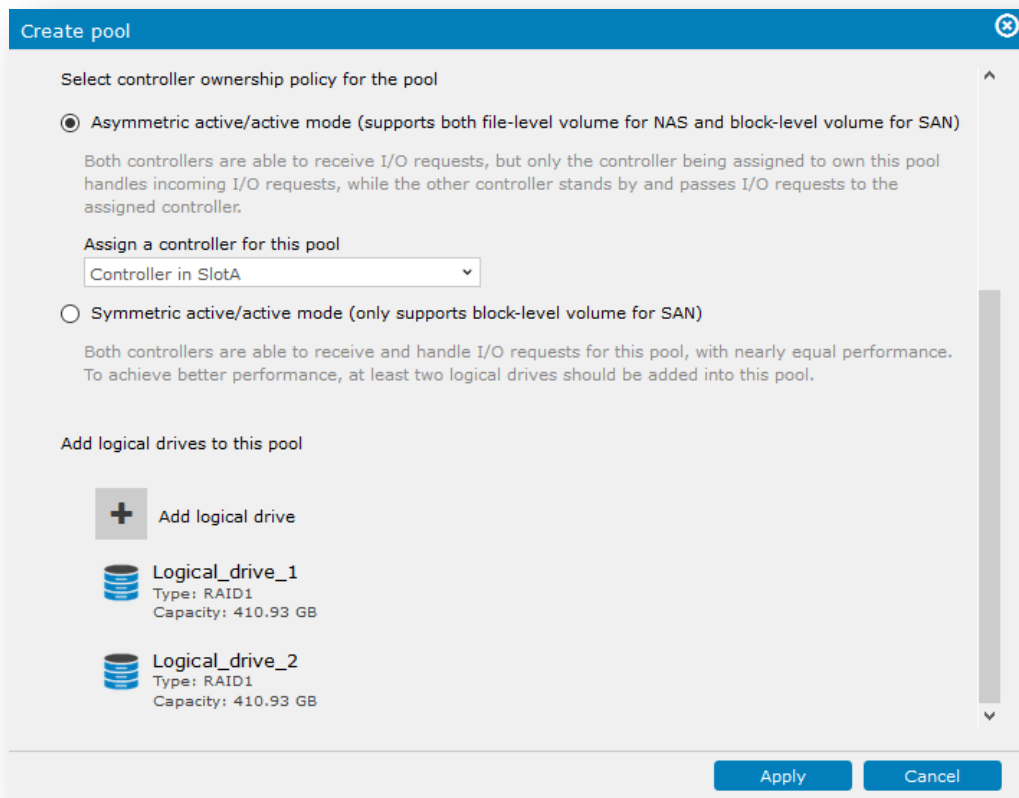 Create pool
Select controller ownership policy for the pool
Asymmetric active/active mode (supports both file-level volume for NAS and block-level volume for SAN)
Both controllers are able to receive I/O requests, but only the controller being assigned to own this pool
handles incoming I/O requests, while the other controller stands by and passes I/O requests to the
assigned controller.
Assign a controller for this pool
Controller in SlotA
Symmetric active/active mode (only supports block-level volume for SAN)
Both controllers are able to receive and handle I/O requests for this pool, with nearly equal performance.
To achieve better performance, at least two logical drives should be added into this pool.
Add logical drives to this pool
Add logical drive
Logical_drive_1
Type: RAID1
Capacity: 410.93 GB
Logical_drive_2
Type: RAID1
Capacity: 410.93 GB
Apply
Cancel